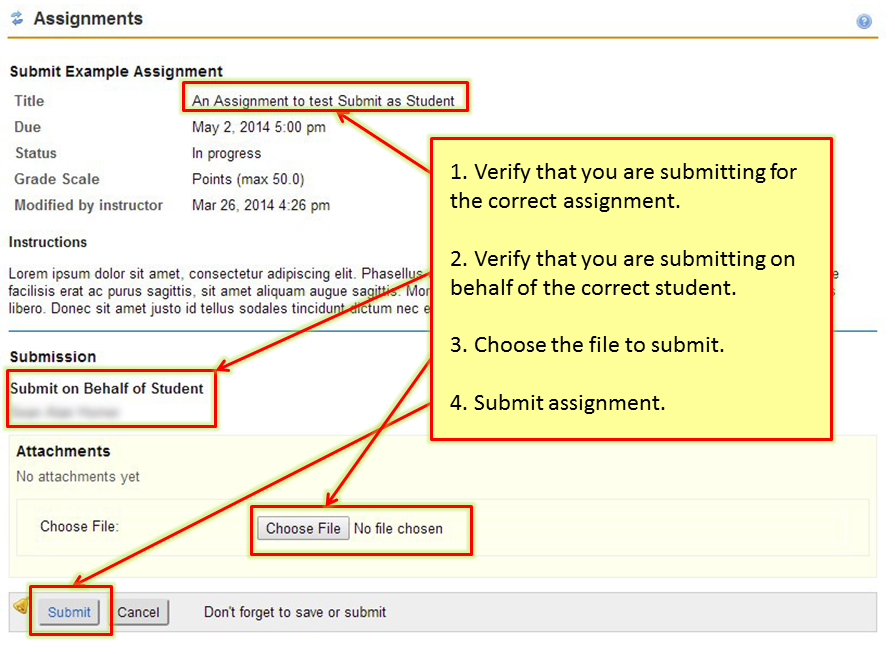 Assignments
Submit Example Assignment
Title An Assignment to test Submit as Student
Due May 2, 2014 5:00 pm
Status In progress
Grade Scale Points (max 50.0)
Modified by instructor Mar 26, 2014 4:26 pm
1. Verify that you are submitting for
the correct assignment.
2. Verify that you are submitting on
behalf of the correct student.
3. Choose the file to submit.
4. Submit assignment.
Instructions
Lorem ipsum dolor sit amet, consectetur adipiscing elit. Phasellus
facilisis erat ac purus sagittis, sit amet aliquam augue sagittis.
libero. Donec sit amet justo id tellus sodales tincidunt dictum nec
Submission
Submit on Behalf of Student
Attachments
No attachments yet
Choose File: Choose File No file chosen
Submit Cancel Don't forget to save or submit